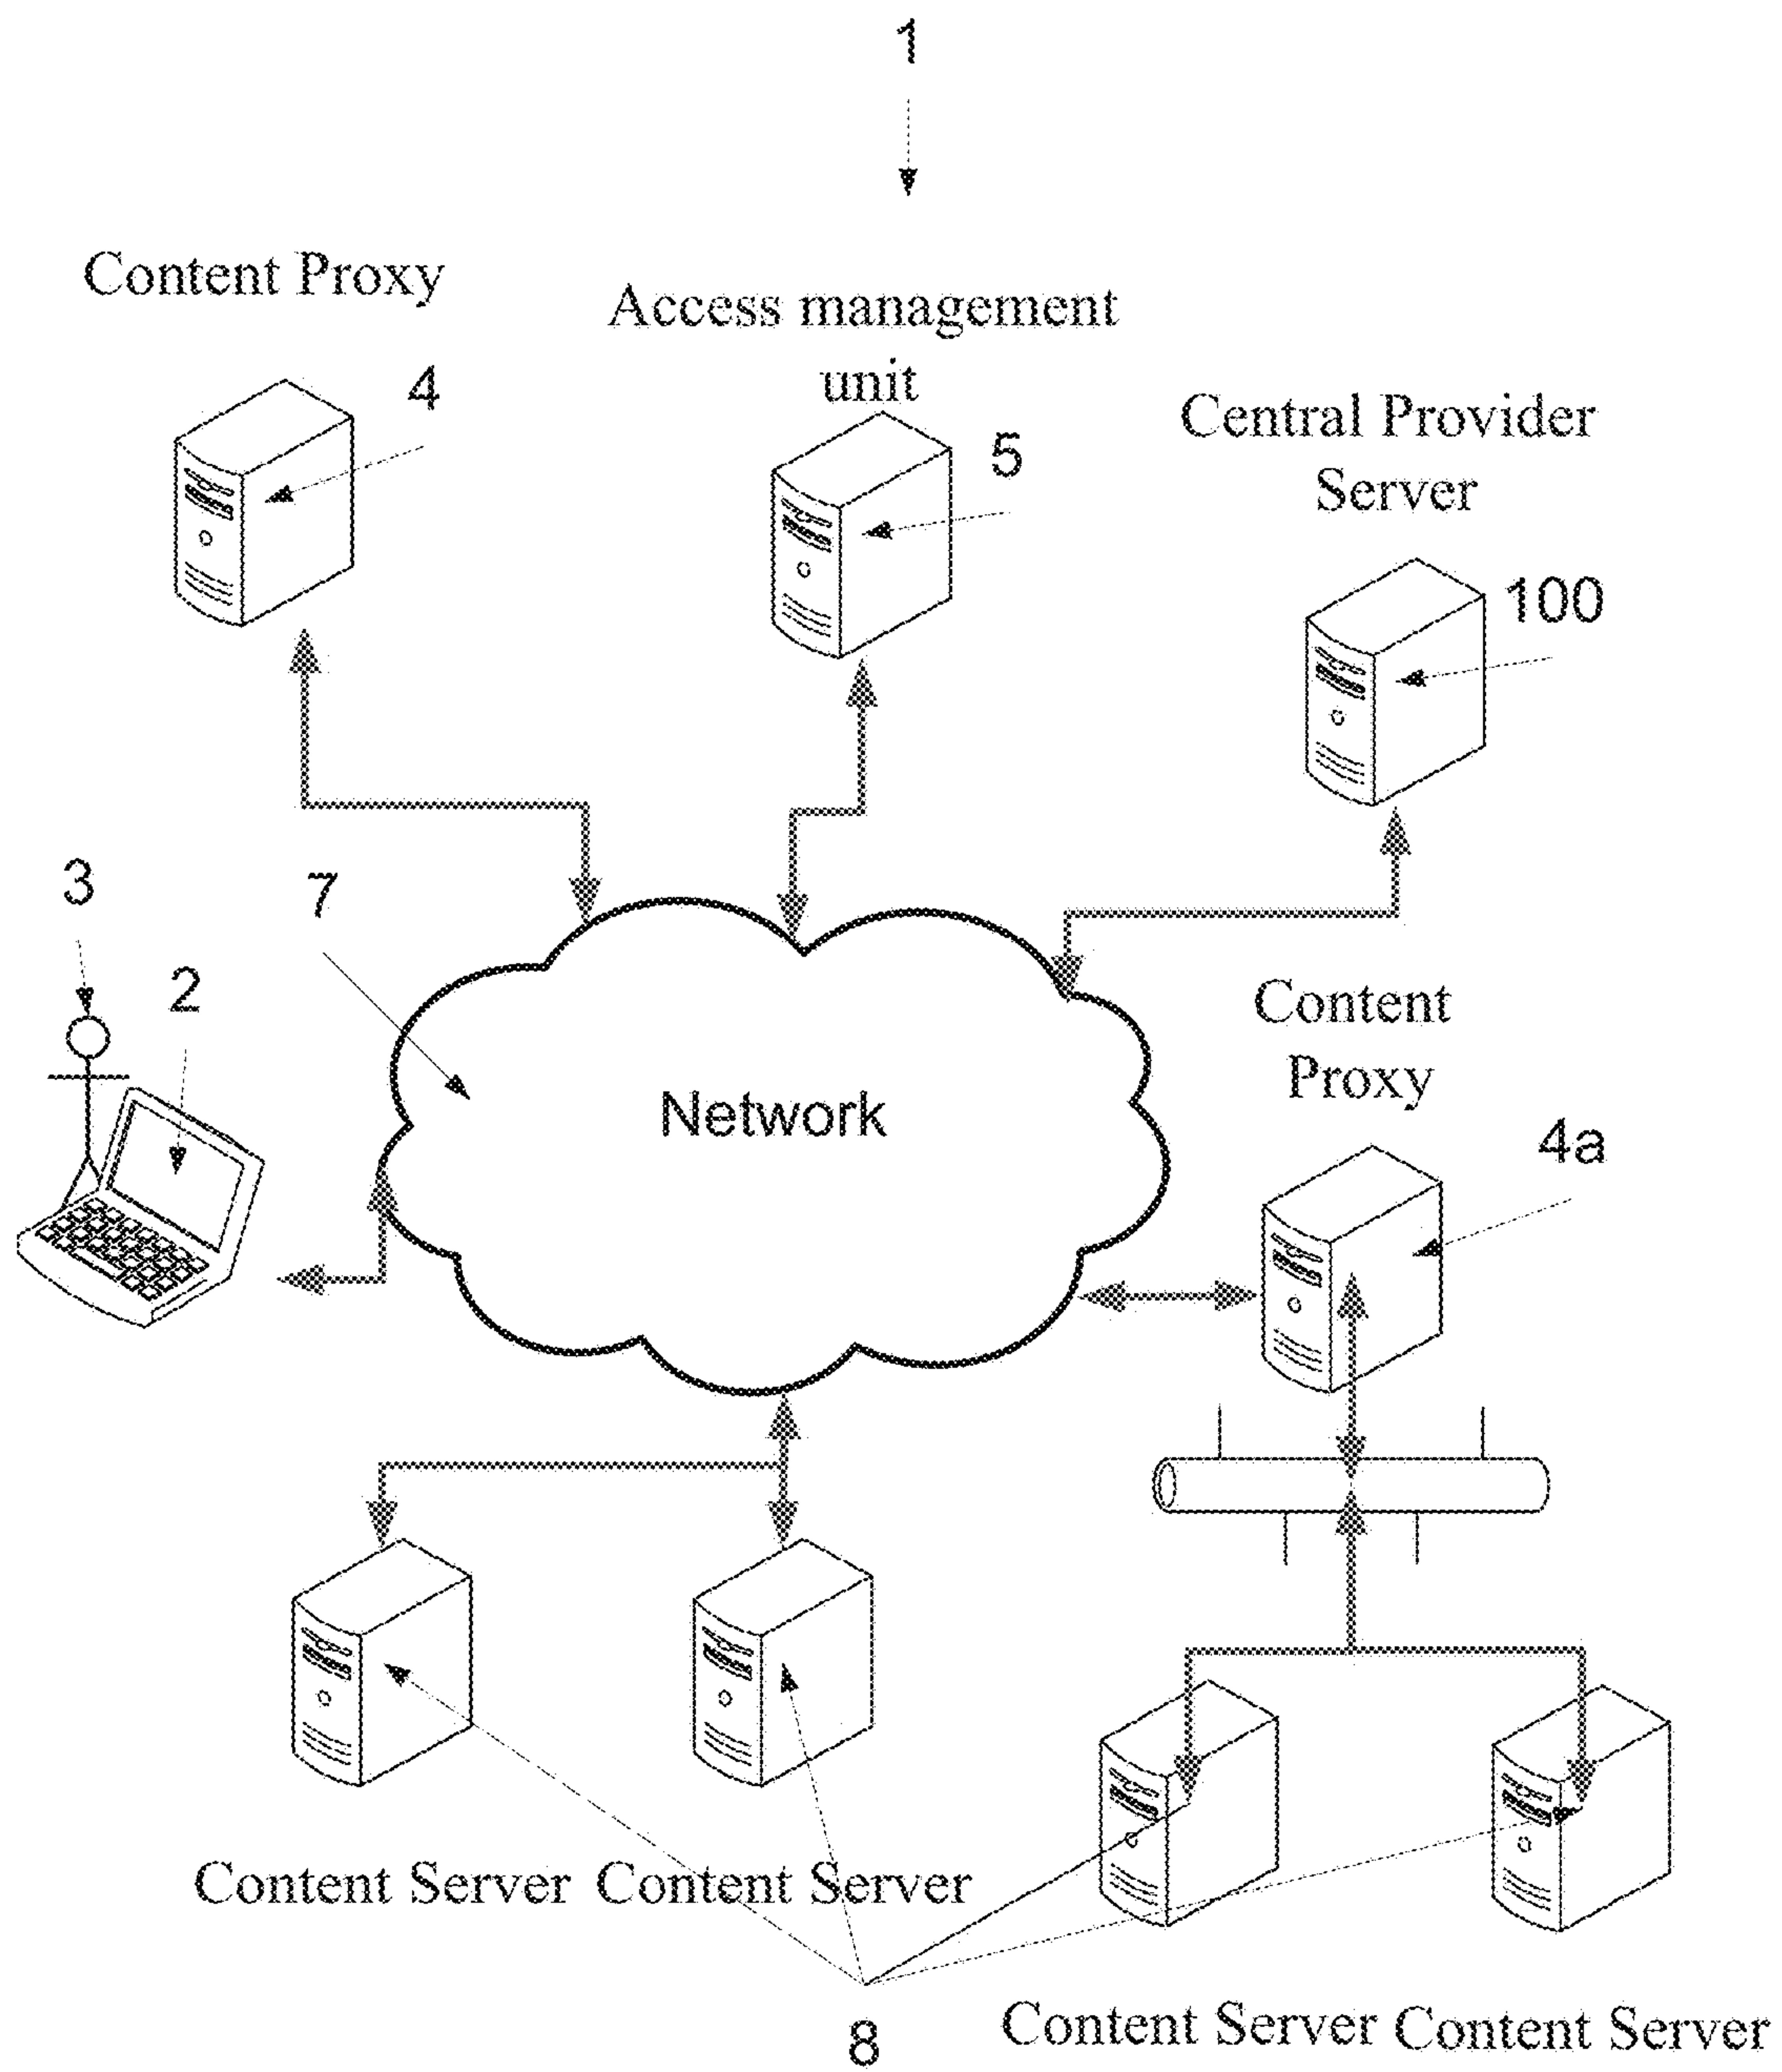 1
Content Proxy
4
Access management
unit
5
Central Provider
Server
100
3
2
7
Network
Content
Proxy
4a
Content Server Content Server
8
Content Server Content Server